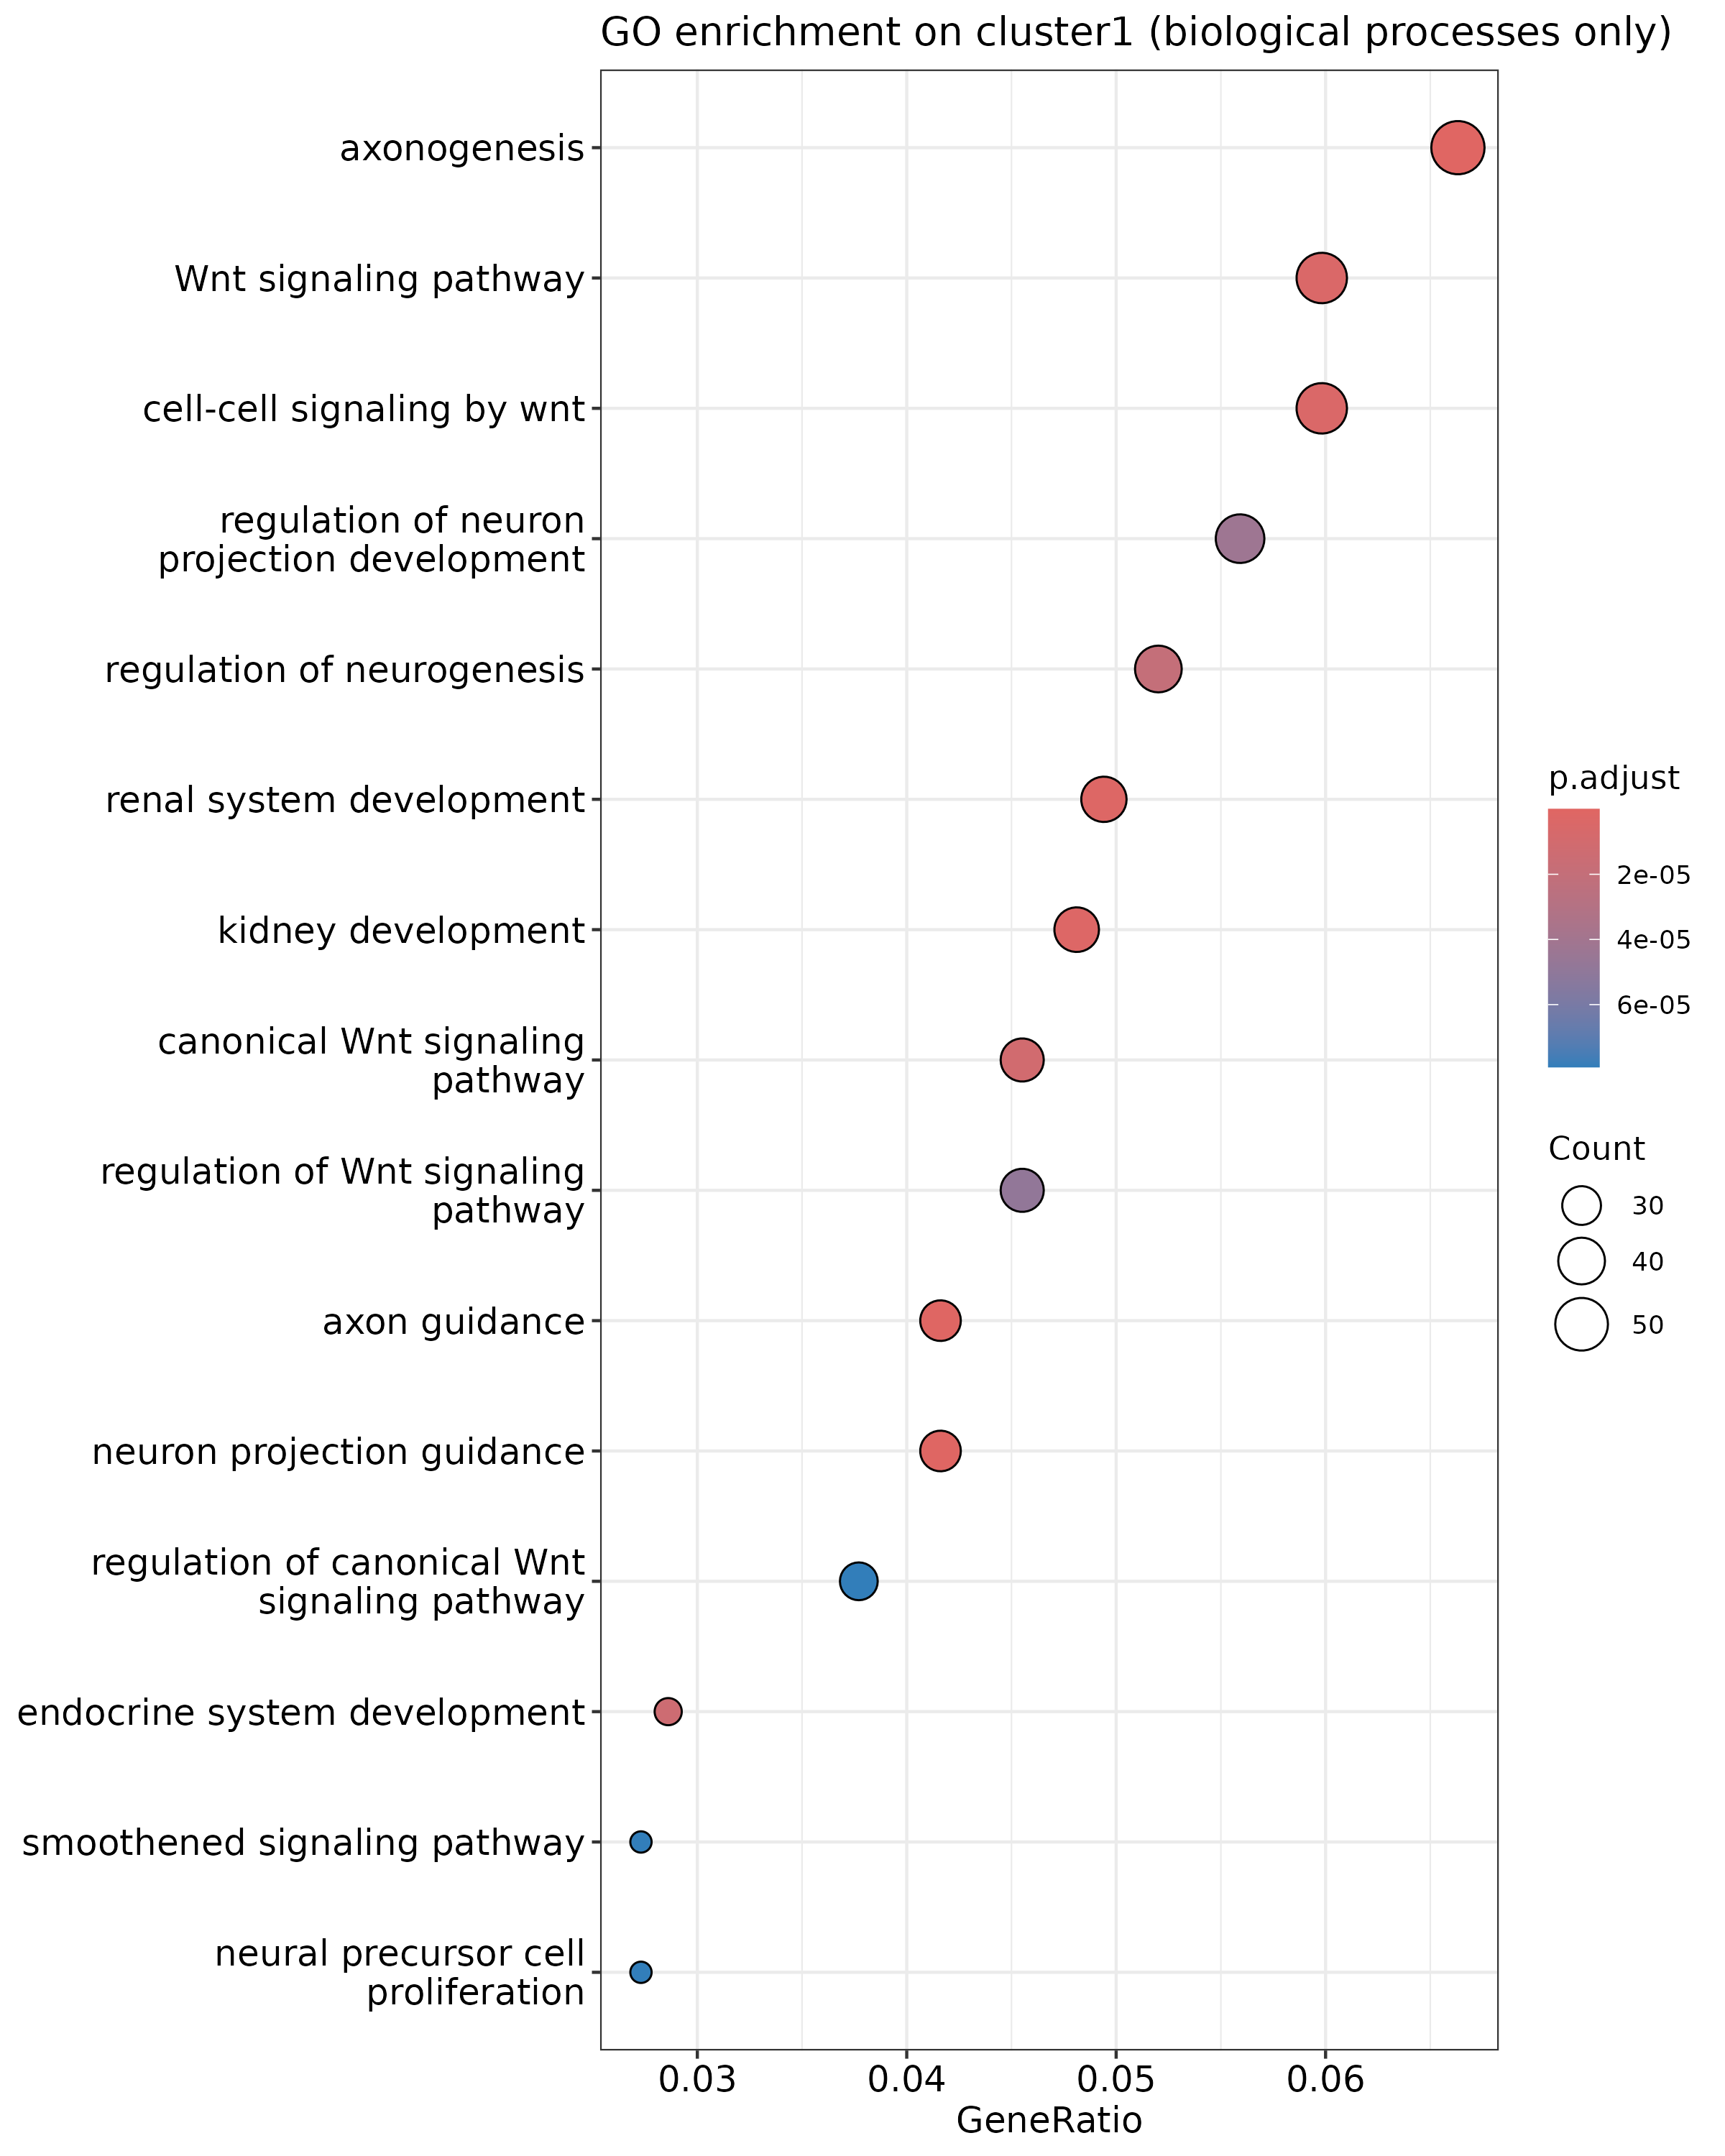 GO enrichment on cluster1 (biological processes only)
axonogenesis
Wnt signaling pathway
cell-cell signaling by wnt
regulation of neuron
projection development
regulation of neurogenesis
renal system development
kidney development
canonical Wnt signaling
pathway
regulation of Wnt signaling
pathway
axon guidance
neuron projection guidance
regulation of canonical Wnt
signaling pathway
endocrine system development
smoothened signaling pathway
neural precursor cell
proliferation
0.03 0.04 0.05 0.06
GeneRatio
p.adjust
2e-05
4e-05
6e-05
Count
30
40
50